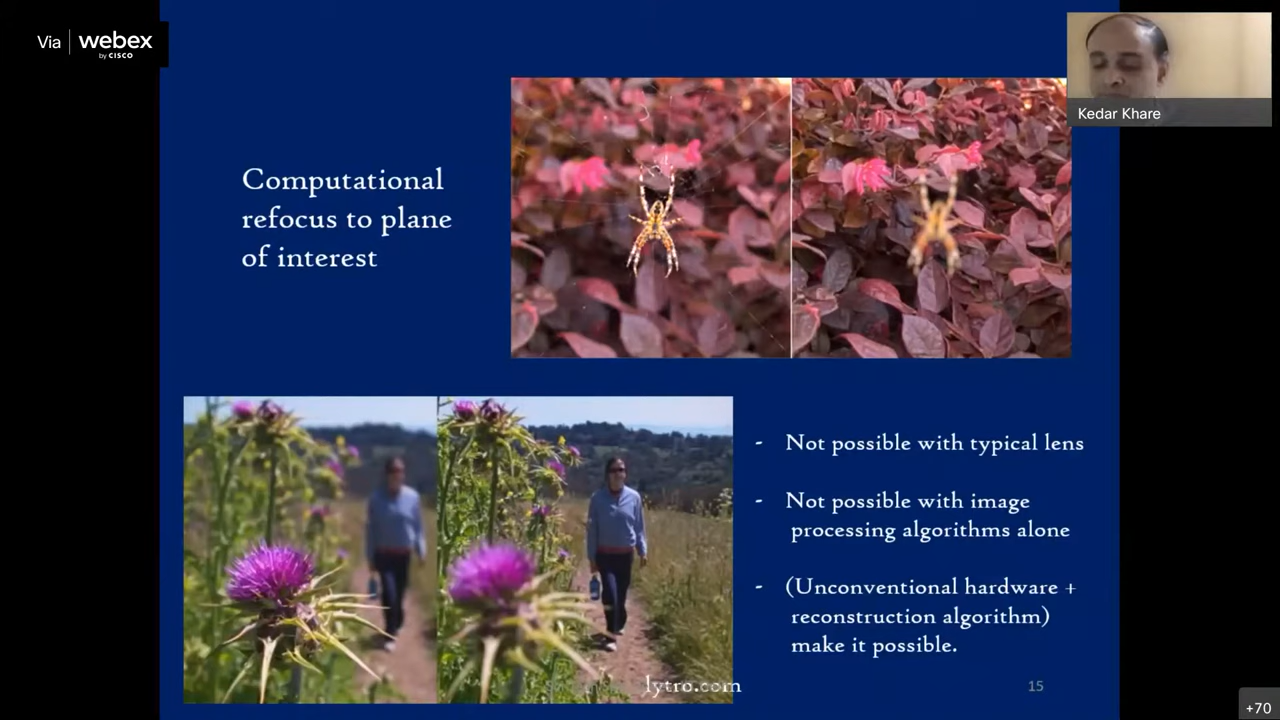 Via webex
by CISCO
Kedar Khare
Computational
refocus to plane
of interest
- Not possible with typical lens
- Not possible with image
processing algorithms alone
- (Unconventional hardware +
reconstruction algorithm)
make it possible.
lytro.com
15
+70